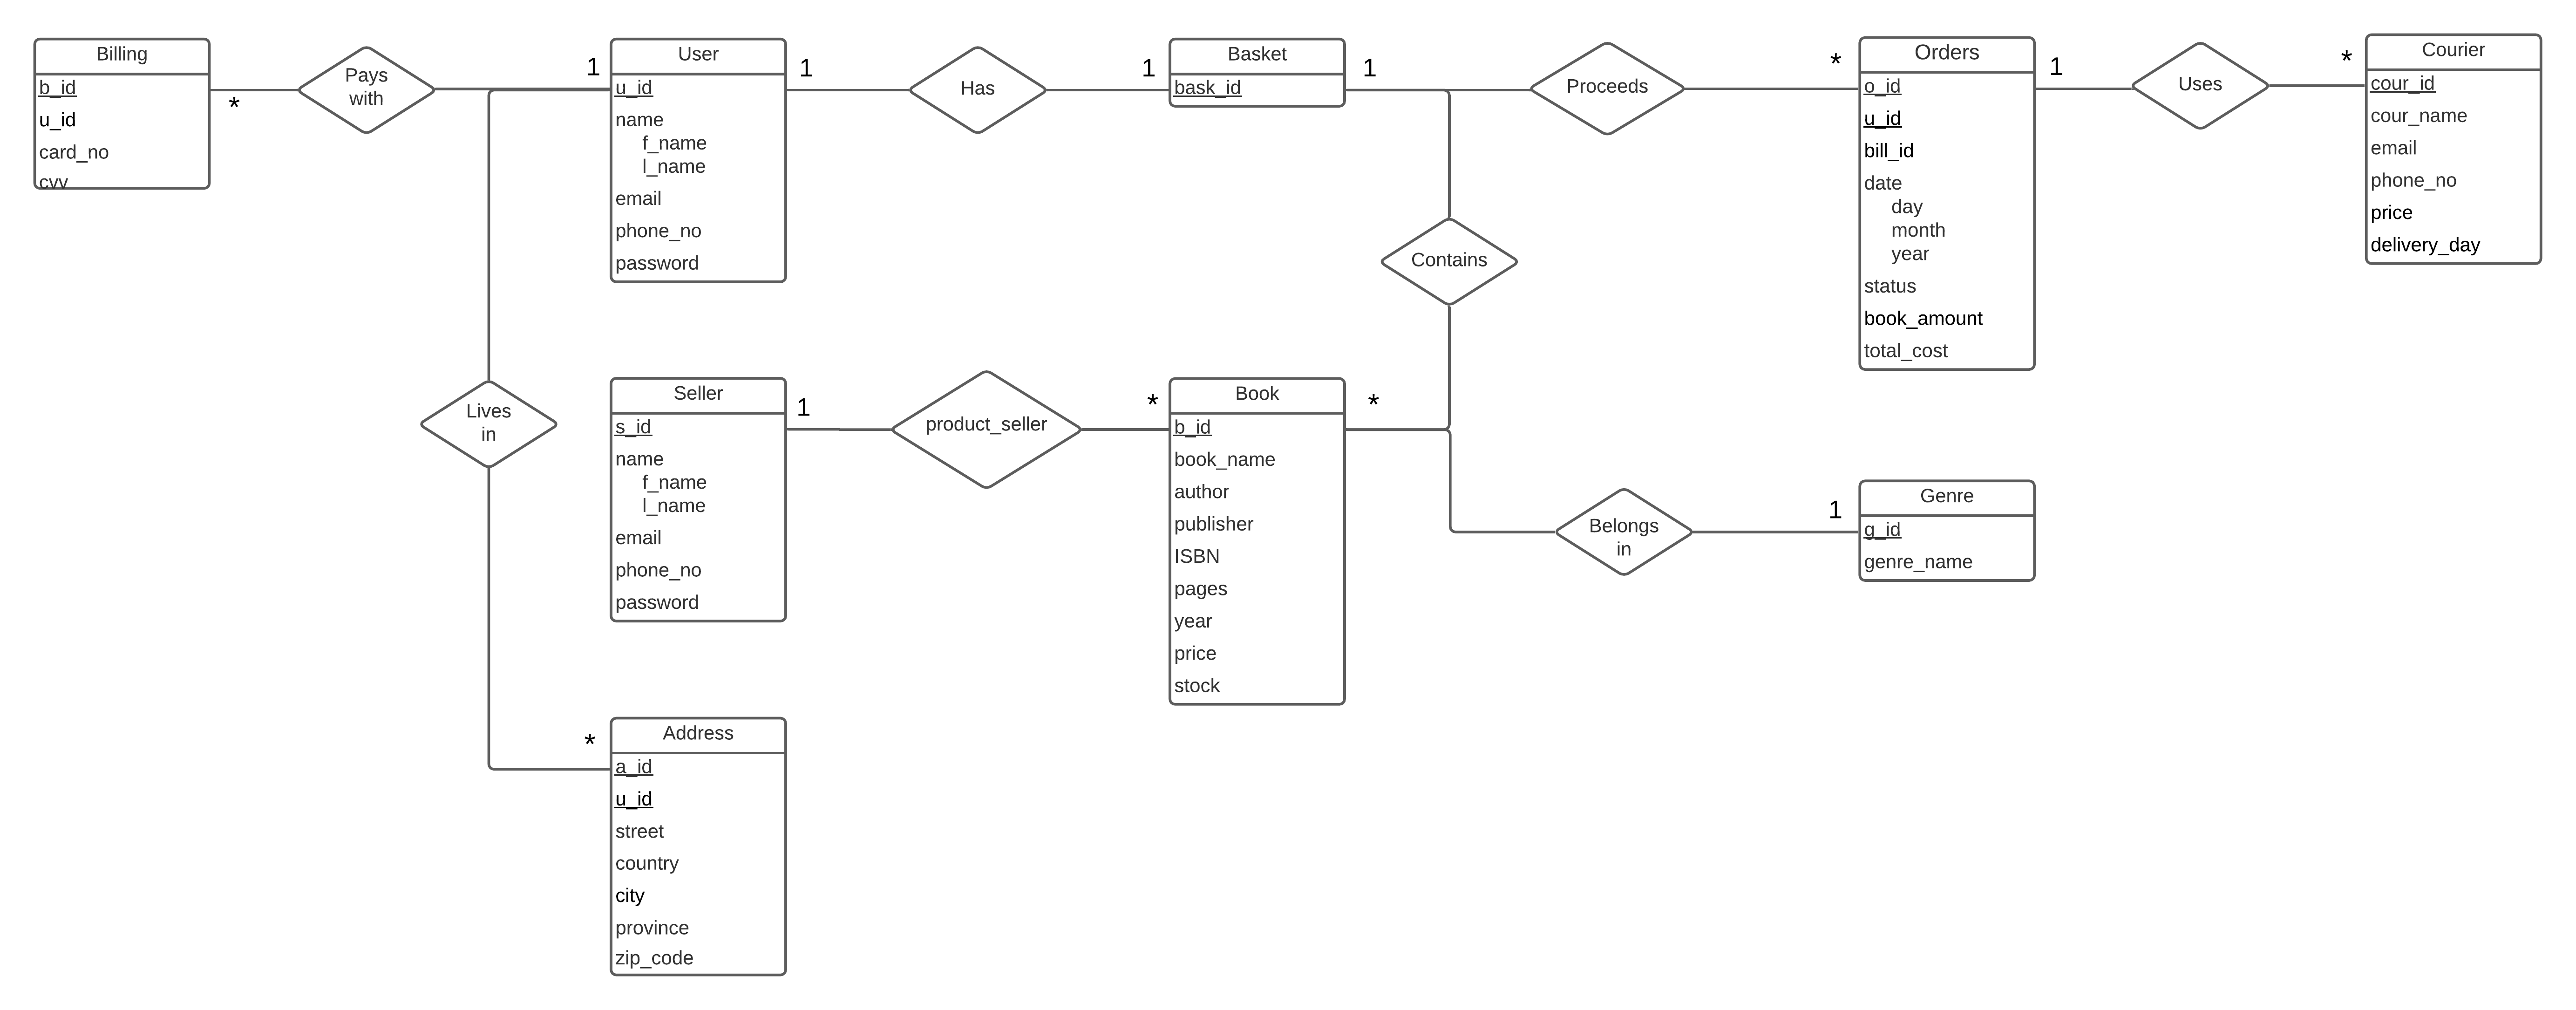 Billing
b_id
u_id
card_no
cvv
*
Pays
with
1
User
u_id
name
f_name
l_name
email
phone_no
password
1
Has
1
Basket
bask_id
1
Proceeds
*
Orders
o_id
u_id
bill_id
date
day
month
year
status
book_amount
total_cost
1
Uses
*
Courier
cour_id
cour_name
email
phone_no
price
delivery_day
Contains
Lives
in
Seller
s_id
name
f_name
l_name
email
phone_no
password
1
product_seller
*
Book
b_id
book_name
author
publisher
ISBN
pages
year
price
stock
*
Belongs
in
1
Genre
g_id
genre_name
*
Address
a_id
u_id
street
country
city
province
zip_code